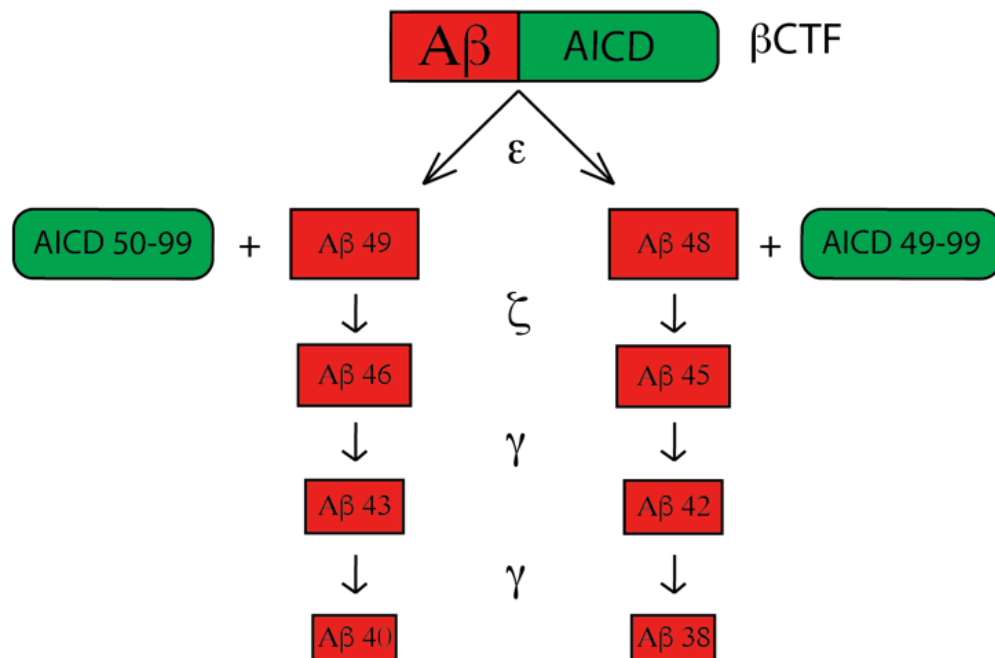 Aβ AICD βCTF
ε
AICD 50-99 + Aβ 49 Aβ 48 + AICD 49-99
ζ
Aβ 46 Aβ 45
γ
Aβ 43 Aβ 42
γ
Aβ 40 Aβ 38